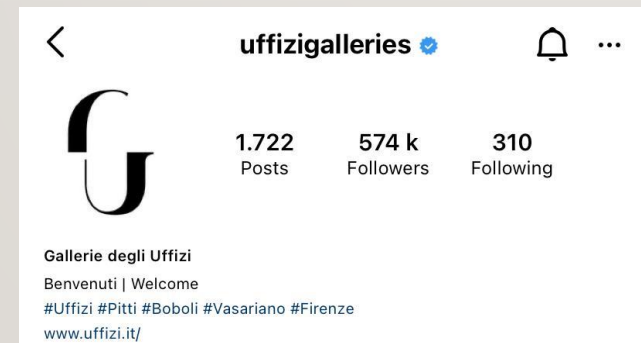 uffizigalleries
1.722 574 k 310
Posts Followers Following
Gallerie degli Uffizi
Benvenuti | Welcome
#Uffizi #Pitti #Boboli #Vasariano #Firenze
www.uffizi.it/